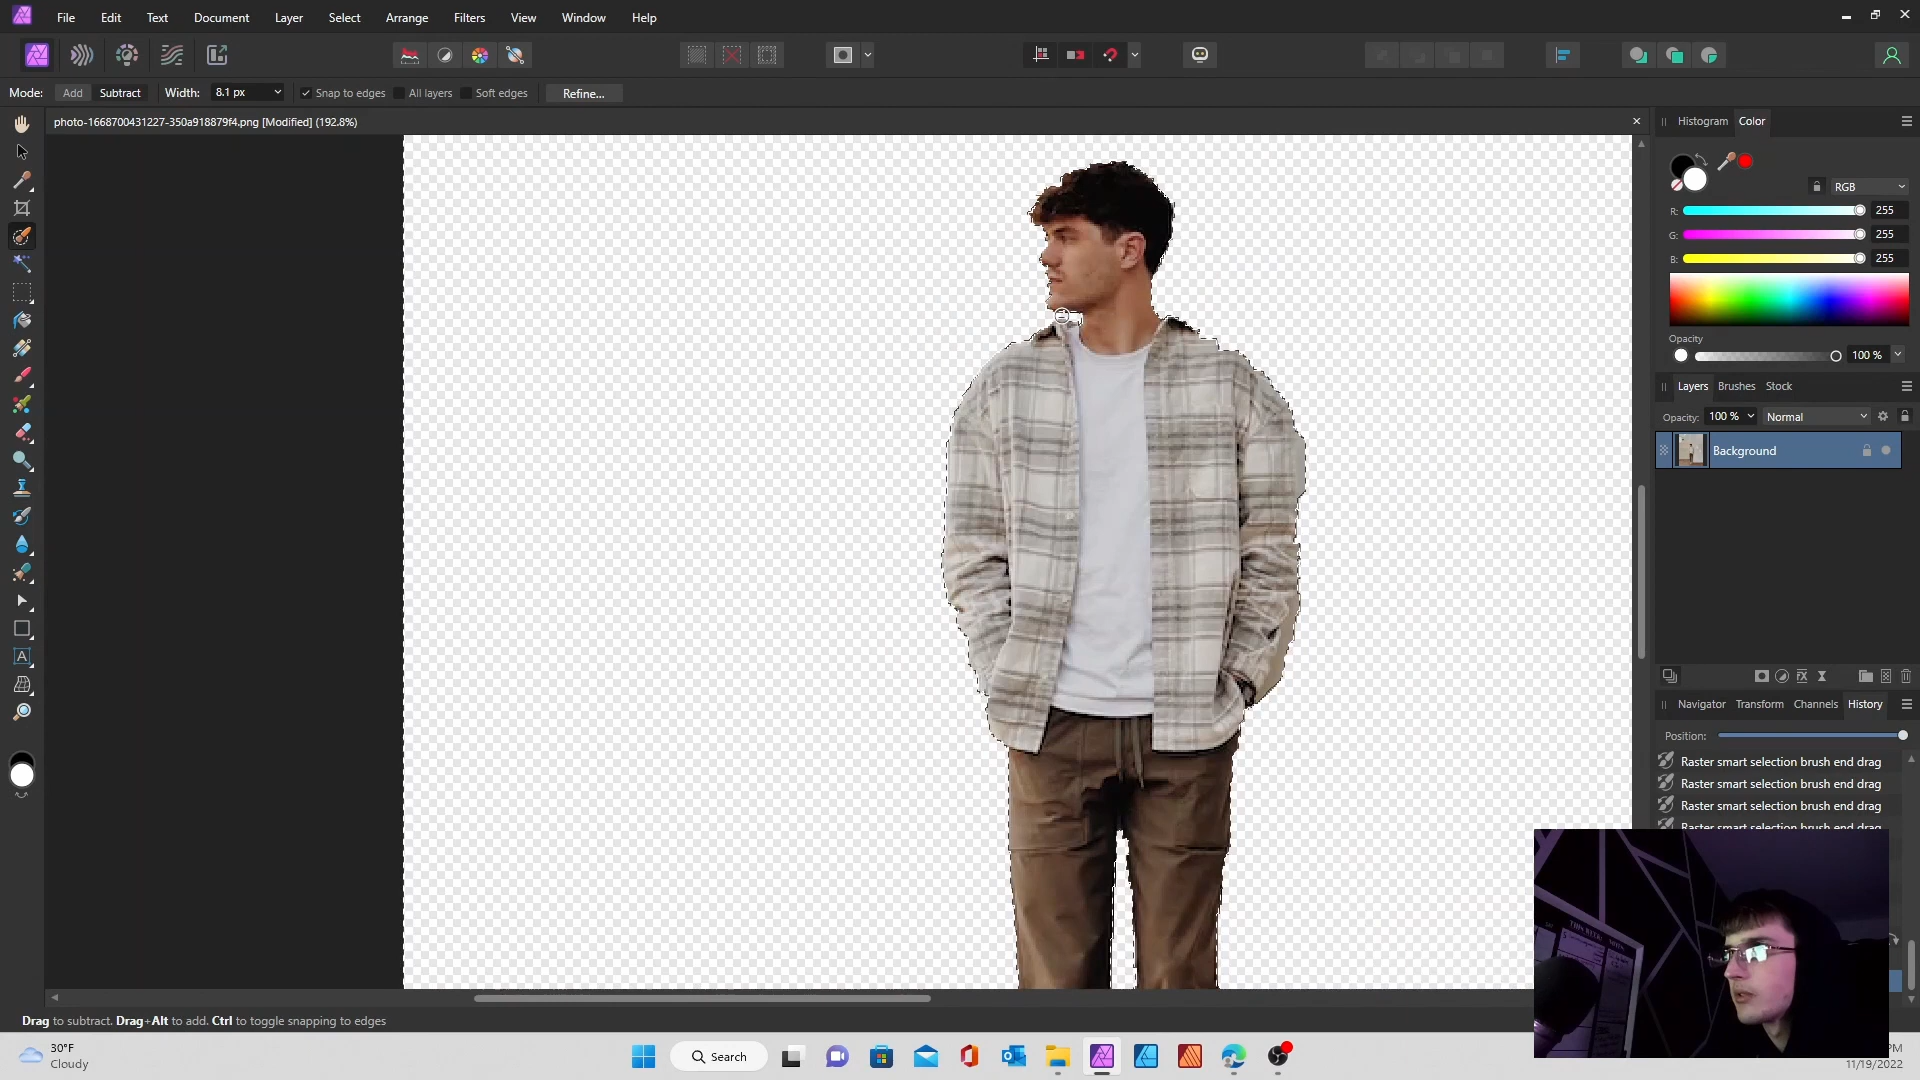 File Edit Text Document Layer Select Arrange Filters View Window Help
Mode: Add Subtract Width: 8.1 px Snap to edges All layers Soft edges Refine...
photo-1668700431227-350a918879f4.png [Modified] (192.8%)
Histogram Color
RGB
R: 255
G: 255
B: 255
Opacity
100 %
Layers Brushes Stock
Opacity: 100 % Normal
Background
Navigator Transform Channels History
Position:
Raster smart selection brush end drag
Raster smart selection brush end drag
Raster smart selection brush end drag
Raster smart selection brush end drag
THIS WEEK!
Drag to subtract. Drag+Alt to add. Ctrl to toggle snapping to edges
30°F
Cloudy
Search
PM
11/19/2022